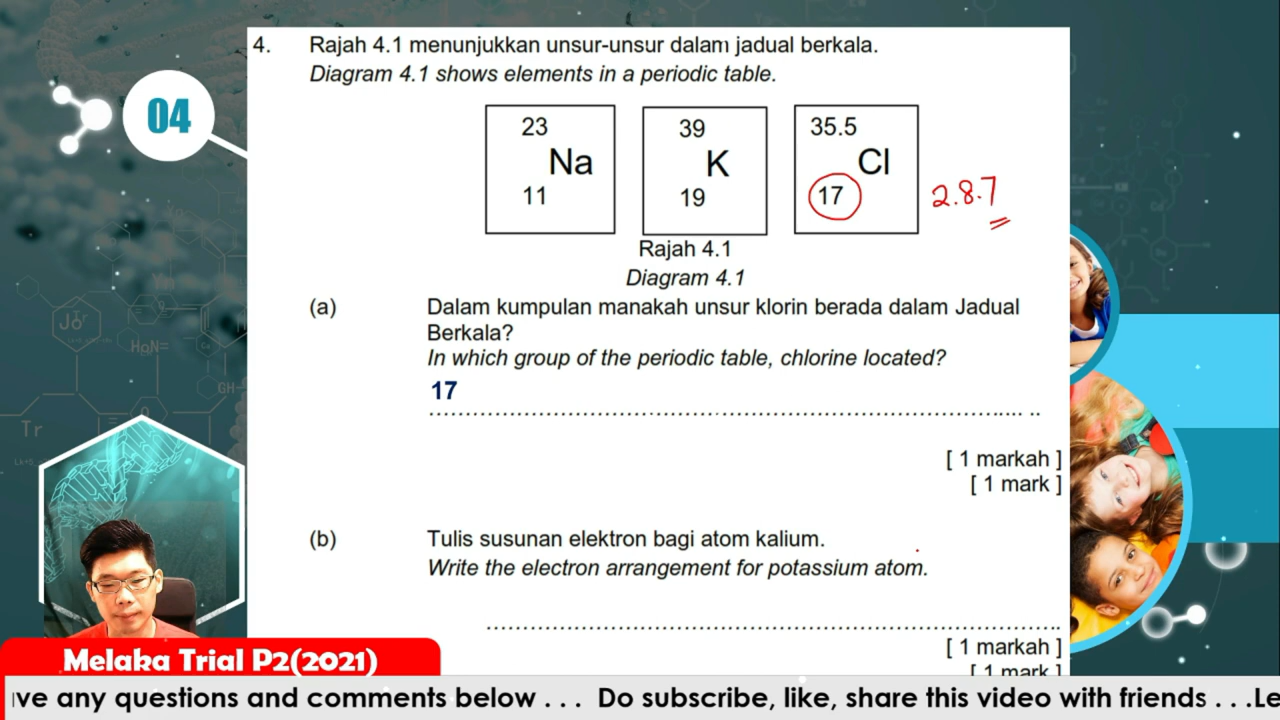 04
4. Rajah 4.1 menunjukkan unsur-unsur dalam jadual berkala.
Diagram 4.1 shows elements in a periodic table.
23 39 35.5
Na K Cl
11 19 17 2.8.7
Rajah 4.1
Diagram 4.1
(a) Dalam kumpulan manakah unsur klorin berada dalam Jadual
Berkala?
In which group of the periodic table, chlorine located?
17
[ 1 markah ]
[ 1 mark ]
(b) Tulis susunan elektron bagi atom kalium.
Write the electron arrangement for potassium atom.
[ 1 markah ]
[ 1 mark ]
Tr
Melaka Trial P2(2021)
ve any questions and comments below . . . Do subscribe, like, share this video with friends . . .Le